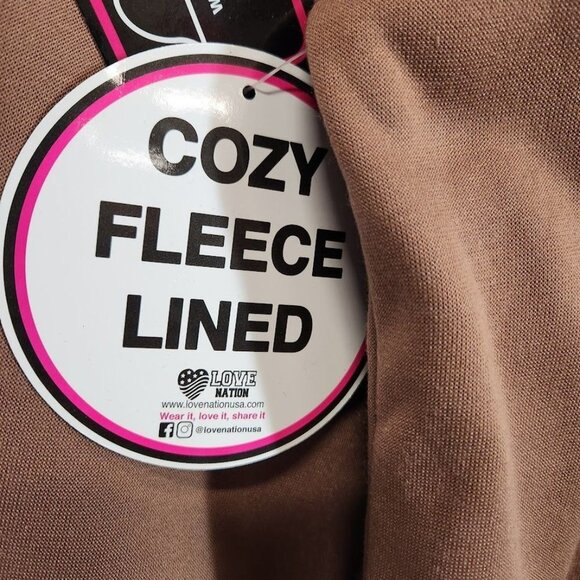 COZY
FLEECE
LINED
LOVE
NATION
www.lovenationusa.com
Wear it, love it, share it
@lovenationusa